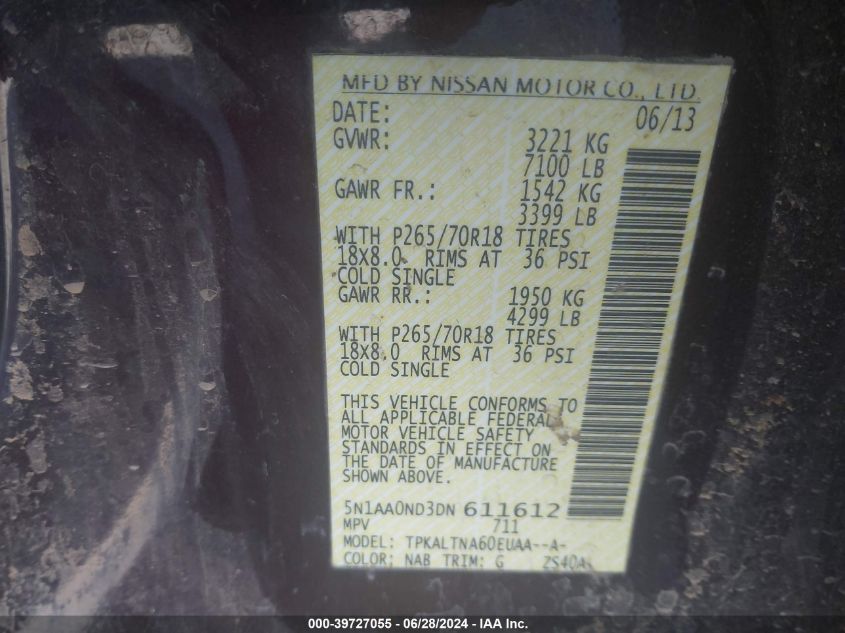 MFD BY NISSAN MOTOR CO., LTD.
DATE: 06/13
GVWR: 3221 KG
7100 LB
GAWR FR.: 1542 KG
3399 LB
WITH P265/70R18 TIRES
18X8.0 RIMS AT 36 PSI
COLD SINGLE
GAWR RR.: 1950 KG
4299 LB
WITH P265/70R18 TIRES
18X8.0 RIMS AT 36 PSI
COLD SINGLE
THIS VEHICLE CONFORMS TO
ALL APPLICABLE FEDERAL
MOTOR VEHICLE SAFETY
STANDARDS IN EFFECT ON
THE DATE OF MANUFACTURE
SHOWN ABOVE.
5N1AA0ND3DN 611612
MPV 711
MODEL: TPKALTNA60EUAA--A-
COLOR: NAB TRIM: G ZS40A
000-39727055 - 06/28/2024 - IAA Inc.